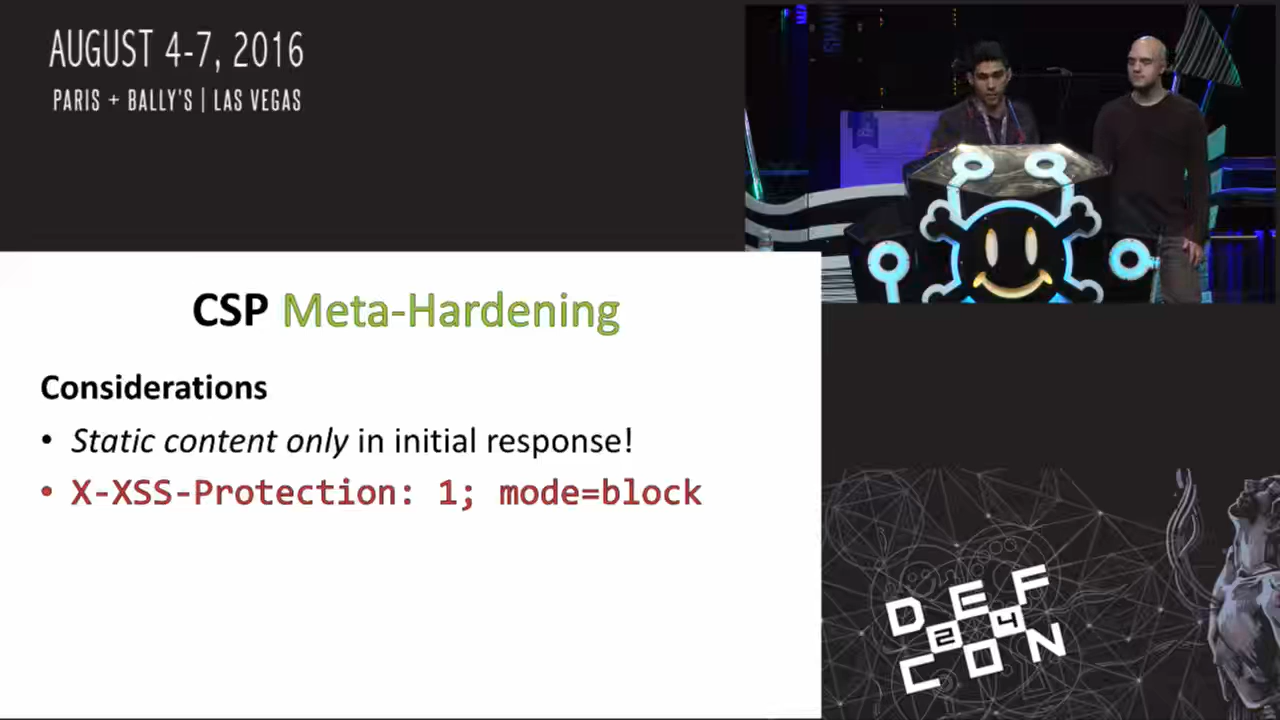 AUGUST 4-7, 2016
PARIS + BALLY'S | LAS VEGAS
CSP Meta-Hardening
Considerations
• Static content only in initial response!
• X-XSS-Protection: 1; mode=block
DEF
24
CON